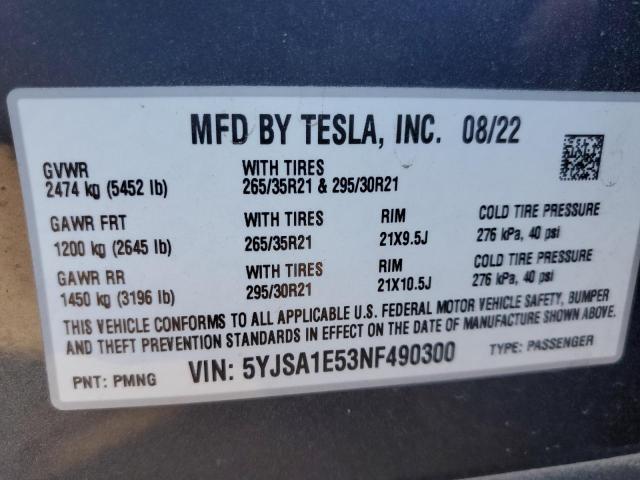 MFD BY TESLA, INC. 08/22
GVWR WITH TIRES
2474 kg (5452 lb) 265/35R21 & 295/30R21
GAWR FRT WITH TIRES RIM COLD TIRE PRESSURE
1200 kg (2645 lb) 265/35R21 21X9.5J 276 kPa, 40 psi
GAWR RR WITH TIRES RIM COLD TIRE PRESSURE
1450 kg (3196 lb) 295/30R21 21X10.5J 276 kPa, 40 psi
THIS VEHICLE CONFORMS TO ALL APPLICABLE U.S. FEDERAL MOTOR VEHICLE SAFETY, BUMPER
AND THEFT PREVENTION STANDARDS IN EFFECT ON THE DATE OF MANUFACTURE SHOWN ABOVE.
PNT: PMNG VIN: 5YJSA1E53NF490300 TYPE: PASSENGER